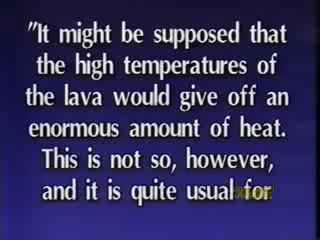 "It might be supposed that
the high temperatures of
the lava would give off an
enormous amount of heat.
This is not so, however,
and it is quite usual for